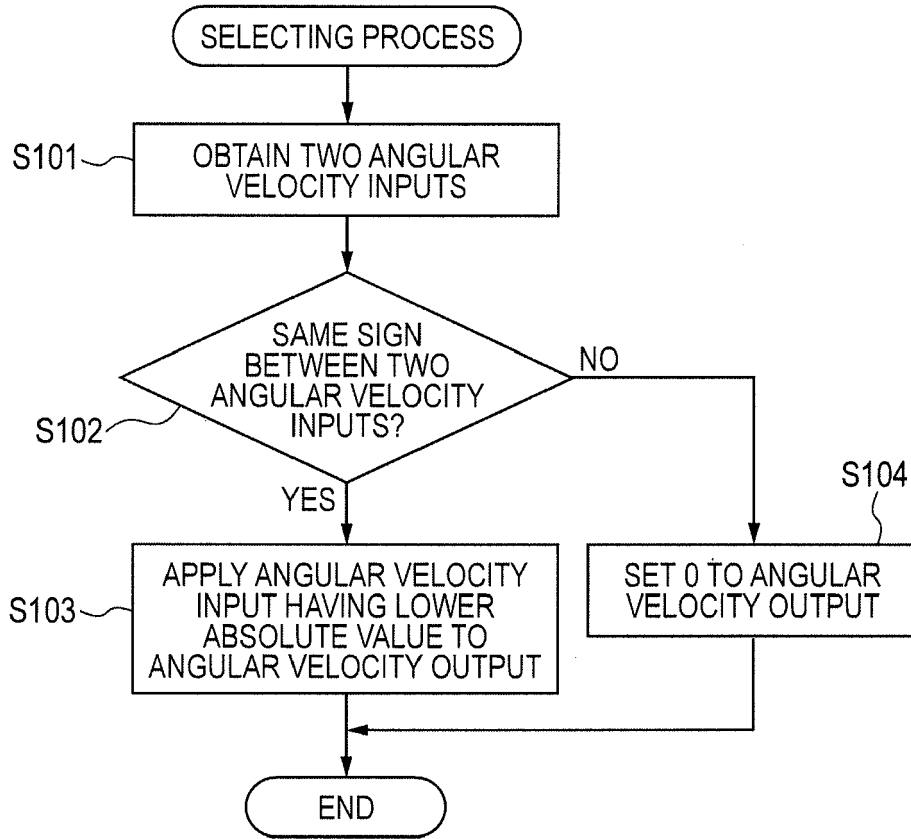 SELECTING PROCESS
S101
OBTAIN TWO ANGULAR
VELOCITY INPUTS
SAME SIGN
BETWEEN TWO
ANGULAR VELOCITY
INPUTS?
S102
NO
YES
S103
APPLY ANGULAR VELOCITY
INPUT HAVING LOWER
ABSOLUTE VALUE TO
ANGULAR VELOCITY OUTPUT
S104
SET 0 TO ANGULAR
VELOCITY OUTPUT
END